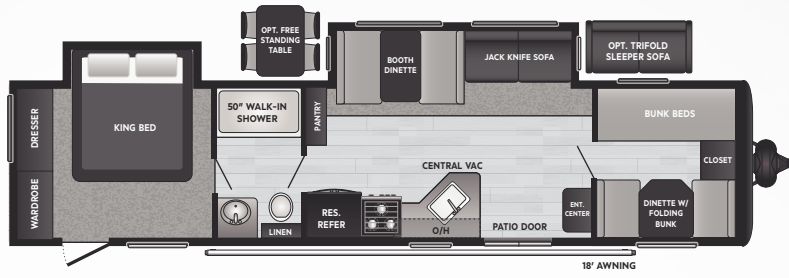 OPT. FREE
STANDING
TABLE
BOOTH
DINETTE
JACK KNIFE SOFA
OPT. TRIFOLD
SLEEPER SOFA
DRESSER
KING BED
50" WALK-IN
SHOWER
PANTRY
BUNK BEDS
CENTRAL VAC
CLOSET
WARDROBE
LINEN
RES.
REFER
O/H
PATIO DOOR
ENT.
CENTER
DINETTE W/
FOLDING
BUNK
18' AWNING